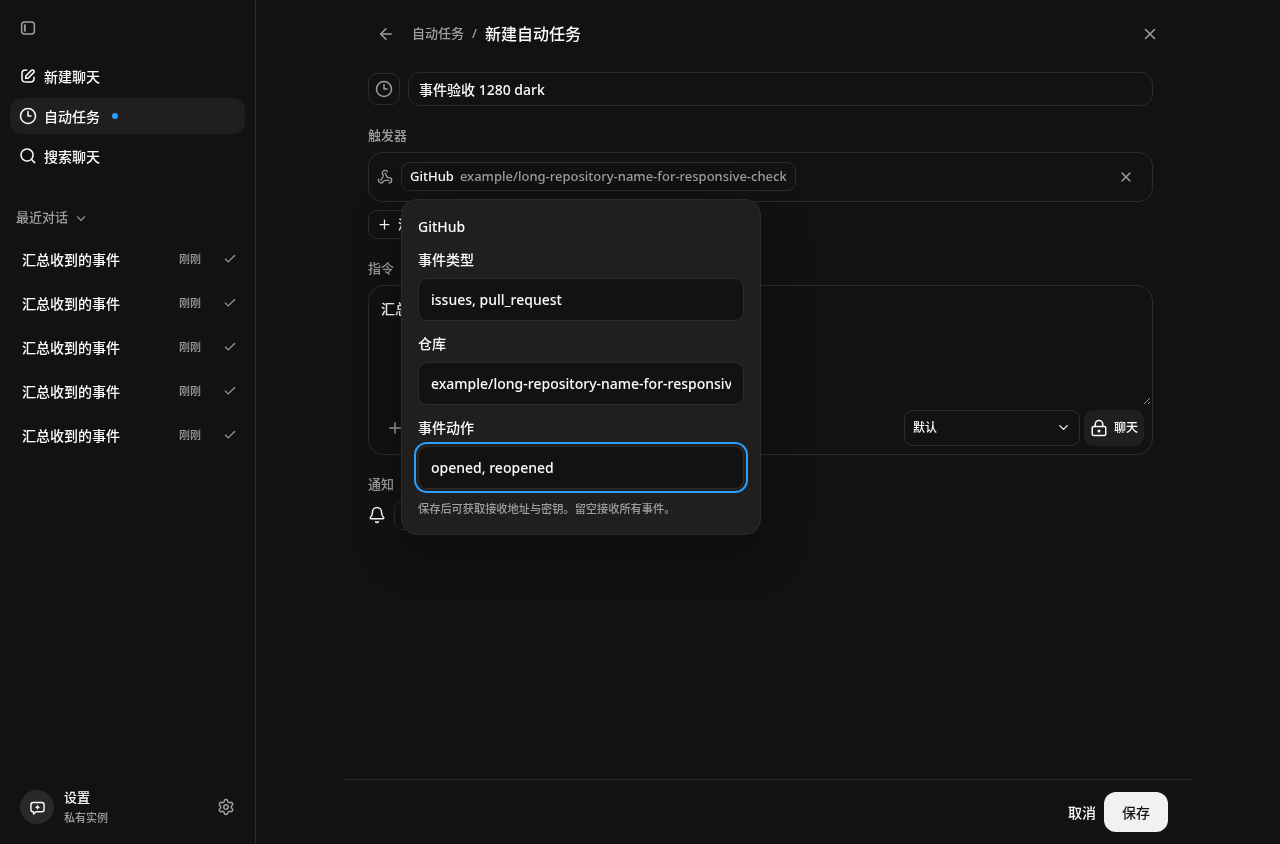 新建聊天
自动任务
搜索聊天
最近对话
汇总收到的事件 刚刚
汇总收到的事件 刚刚
汇总收到的事件 刚刚
汇总收到的事件 刚刚
汇总收到的事件 刚刚
设置
私有实例
自动任务 / 新建自动任务
事件验收 1280 dark
触发器
GitHub example/long-repository-name-for-responsive-check
指令
汇总
GitHub
事件类型
issues, pull_request
仓库
example/long-repository-name-for-responsiv
事件动作
opened, reopened
保存后可获取接收地址与密钥。留空接收所有事件。
默认
聊天
通知
取消
保存